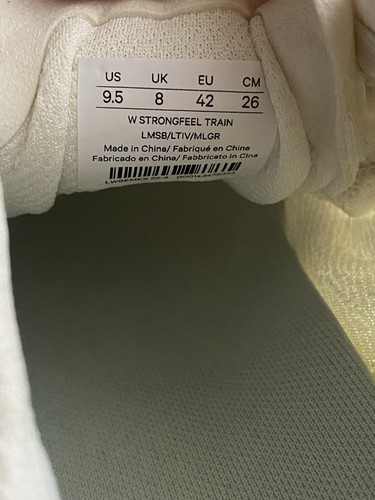 US UK EU CM
9.5 8 42 26
W STRONGFEEL TRAIN
LMSB/LTIV/MLGR
Made in China/ Fabriqué en Chine
Fabricado en China/ Fabbricato in Cina